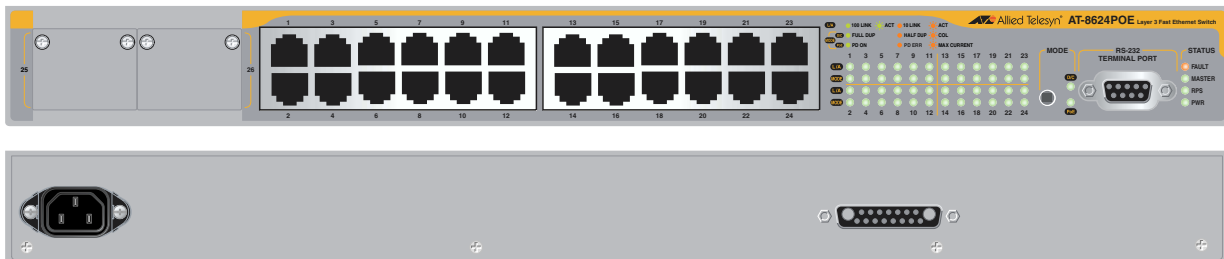 1 3 5 7 9 11 13 15 17 19 21 23
L/A 100 LINK ACT 10 LINK ACT
FULL DUP HALF DUP COL
PD ON PD ERR MAX CURRENT
Allied Telesyn AT-8624POE Layer 3 Fast Ethernet Switch
25
26
1 3 5 7 9 11 13 15 17 19 21 23
L/A
MODE
L/A
MODE
2 4 6 8 10 12 14 16 18 20 22 24
MODE
D/C
PoE
RS-232
TERMINAL PORT
STATUS
FAULT
MASTER
RPS
PWR
2 4 6 8 10 12 14 16 18 20 22 24